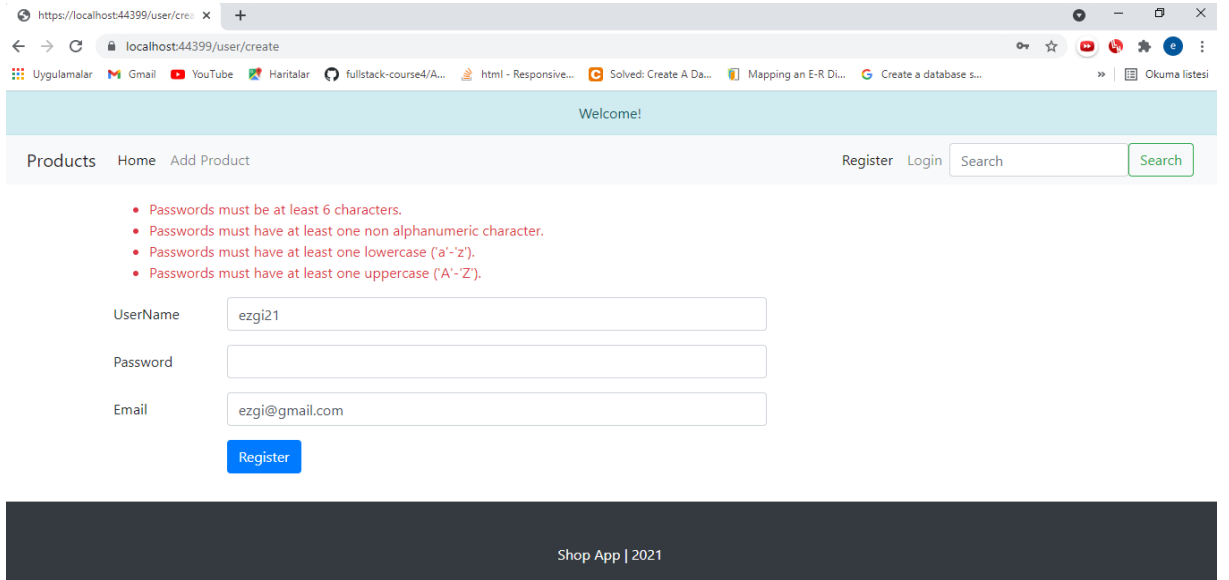 https://localhost:44399/user/crea
localhost:44399/user/create
e
Uygulamalar Gmail YouTube Haritalar fullstack-course4/A... html - Responsive... Solved: Create A Da... Mapping an E-R Di... Create a database s... » Okuma listesi
Welcome!
Products Home Add Product Register Login Search Search
Passwords must be at least 6 characters.
Passwords must have at least one non alphanumeric character.
Passwords must have at least one lowercase ('a'-'z').
Passwords must have at least one uppercase ('A'-'Z').
UserName ezgi21
Password
Email ezgi@gmail.com
Register
Shop App | 2021